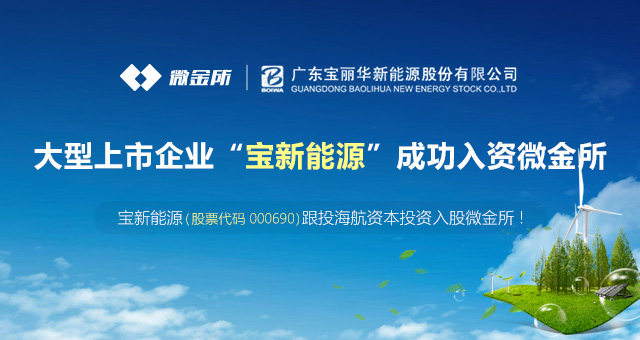 微金所 广东宝丽华新能源股份有限公司
BOIWA GUANGDONG BAOLIHUA NEW ENERGY STOCK CO.,LTD
大型上市企业“宝新能源”成功入资微金所
宝新能源(股票代码 000690)跟投海航资本投资入股微金所！